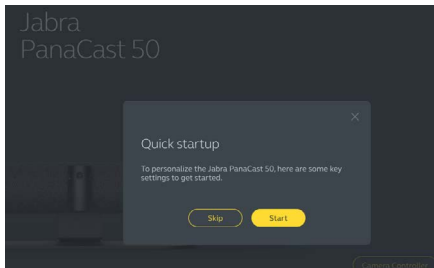 Jabra
PanaCast 50
Quick startup
To personalize the Jabra PanaCast 50, here are some key
settings to get started.
Skip
Start
Camera Controller